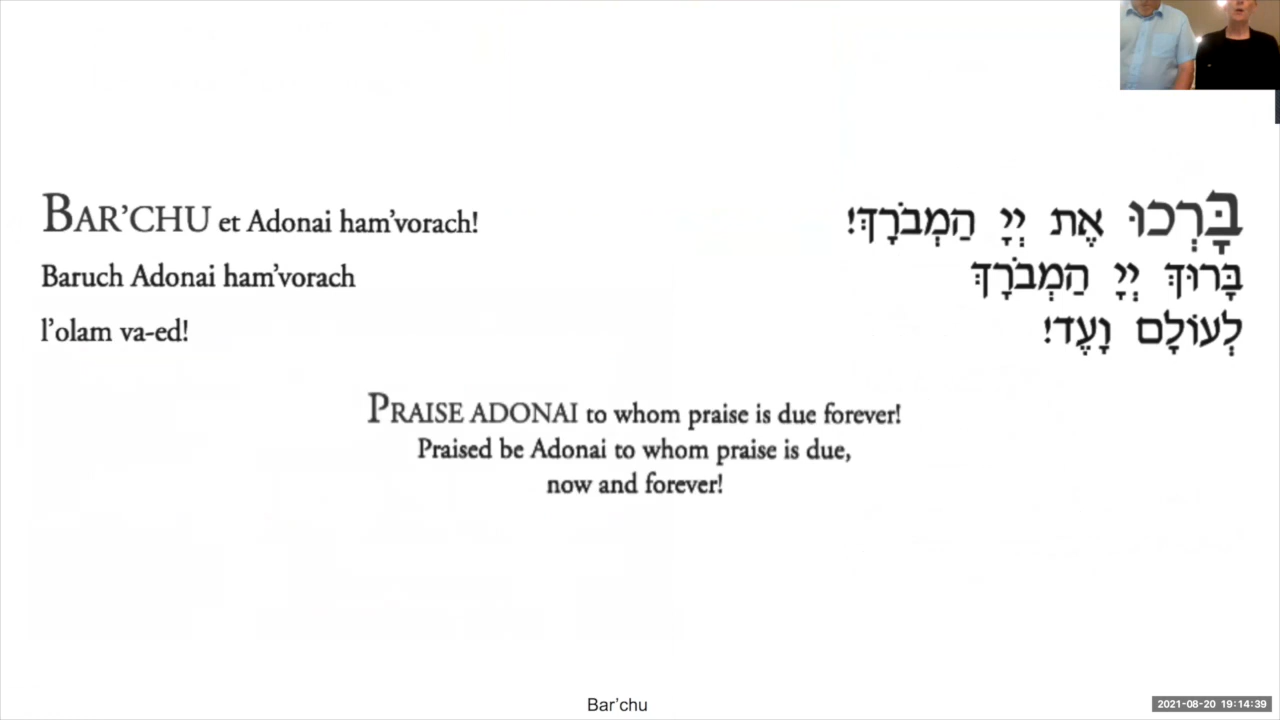 BAR’CHU et Adonai ham’vorach!
Baruch Adonai ham’vorach
l’olam va-ed!
בָּרְכוּ אֶת יְיָ הַמְבֹרָךְ!
בָּרוּךְ יְיָ הַמְבֹרָךְ
לְעוֹלָם וָעֶד!
PRAISE ADONAI to whom praise is due forever!
Praised be Adonai to whom praise is due,
now and forever!
Bar’chu
2021-08-20 19:14:39